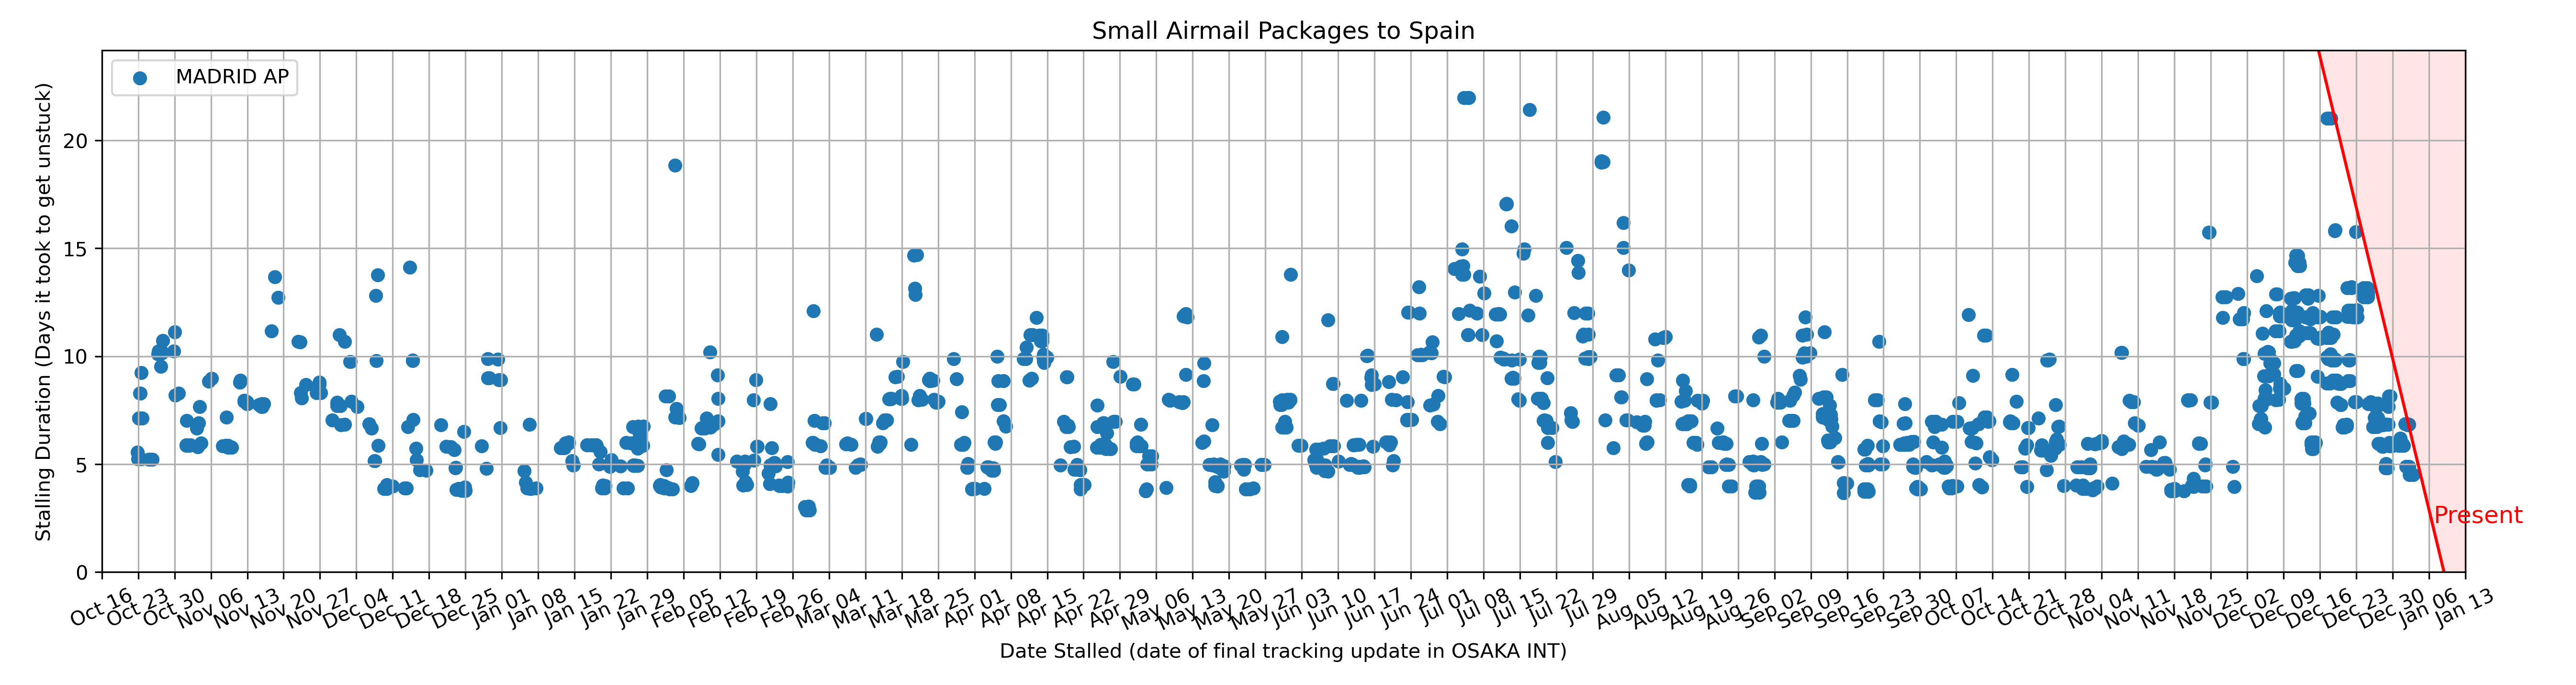 Small Airmail Packages to Spain
MADRID AP
Stalling Duration (Days it took to get unstuck)
20
15
10
5
0
Present
Oct 16 Oct 23 Oct 30 Nov 06 Nov 13 Nov 20 Nov 27 Dec 04 Dec 11 Dec 18 Dec 25 Jan 01 Jan 08 Jan 15 Jan 22 Jan 29 Feb 05 Feb 12 Feb 19 Feb 26 Mar 04 Mar 11 Mar 18 Mar 25 Apr 01 Apr 08 Apr 15 Apr 22 Apr 29 May 06 May 13 May 20 May 27 Jun 03 Jun 10 Jun 17 Jun 24 Jul 01 Jul 08 Jul 15 Jul 22 Jul 29 Aug 05 Aug 12 Aug 19 Aug 26 Sep 02 Sep 09 Sep 16 Sep 23 Sep 30 Oct 07 Oct 14 Oct 21 Oct 28 Nov 04 Nov 11 Nov 18 Nov 25 Dec 02 Dec 09 Dec 16 Dec 23 Dec 30 Jan 06 Jan 13
Date Stalled (date of final tracking update in OSAKA INT)